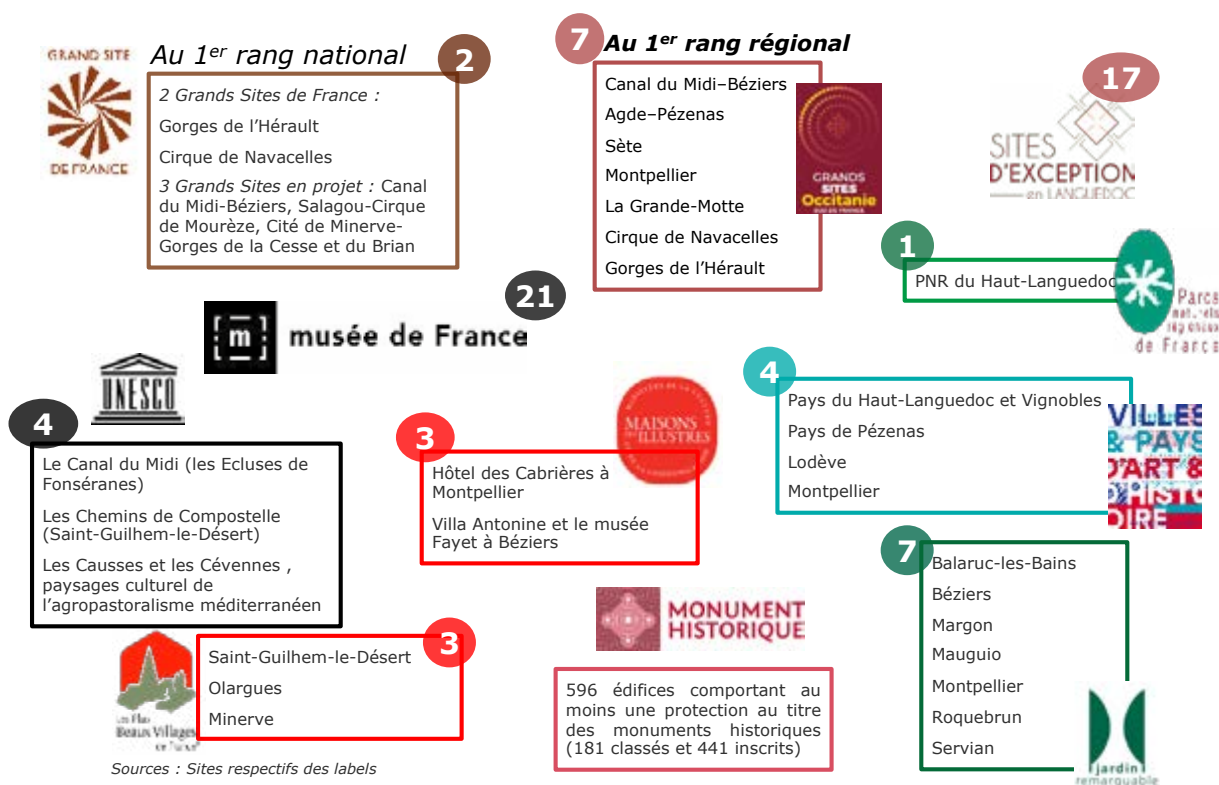 GRAND SITE
DE FRANCE
Au 1er rang national
2
2 Grands Sites de France :
Gorges de l'Hérault
Cirque de Navacelles
3 Grands Sites en projet : Canal
du Midi-Béziers, Salagou-Cirque
de Mourèze, Cité de Minerve-
Gorges de la Cesse et du Brian
7
Au 1er rang régional
Canal du Midi–Béziers
Agde–Pézenas
Sète
Montpellier
La Grande-Motte
Cirque de Navacelles
Gorges de l'Hérault
GRANDS
SITES
Occitanie
SUD DE FRANCE
17
SITES
D'EXCEPTION
en LANGUEDOC
1
PNR du Haut-Languedoc
Parcs
naturels
régionaux
de France
21
m
musée de France
UNESCO
4
Le Canal du Midi (les Ecluses de
Fonséranes)
Les Chemins de Compostelle
(Saint-Guilhem-le-Désert)
Les Causses et les Cévennes ,
paysages culturel de
l'agropastoralisme méditerranéen
3
MAISONS
ILLUSTRES
Hôtel des Cabrières à
Montpellier
Villa Antonine et le musée
Fayet à Béziers
4
Pays du Haut-Languedoc et Vignobles
Pays de Pézenas
Lodève
Montpellier
VILLES
& PAYS
D'ART &
D'HISTO
OIRE
3
Saint-Guilhem-le-Désert
Olargues
Minerve
Les Plus
Beaux Villages
de France
MONUMENT
HISTORIQUE
596 édifices comportant au
moins une protection au titre
des monuments historiques
(181 classés et 441 inscrits)
7
Balaruc-les-Bains
Béziers
Margon
Mauguio
Montpellier
Roquebrun
Servian
jardin
remarquable
Sources : Sites respectifs des labels